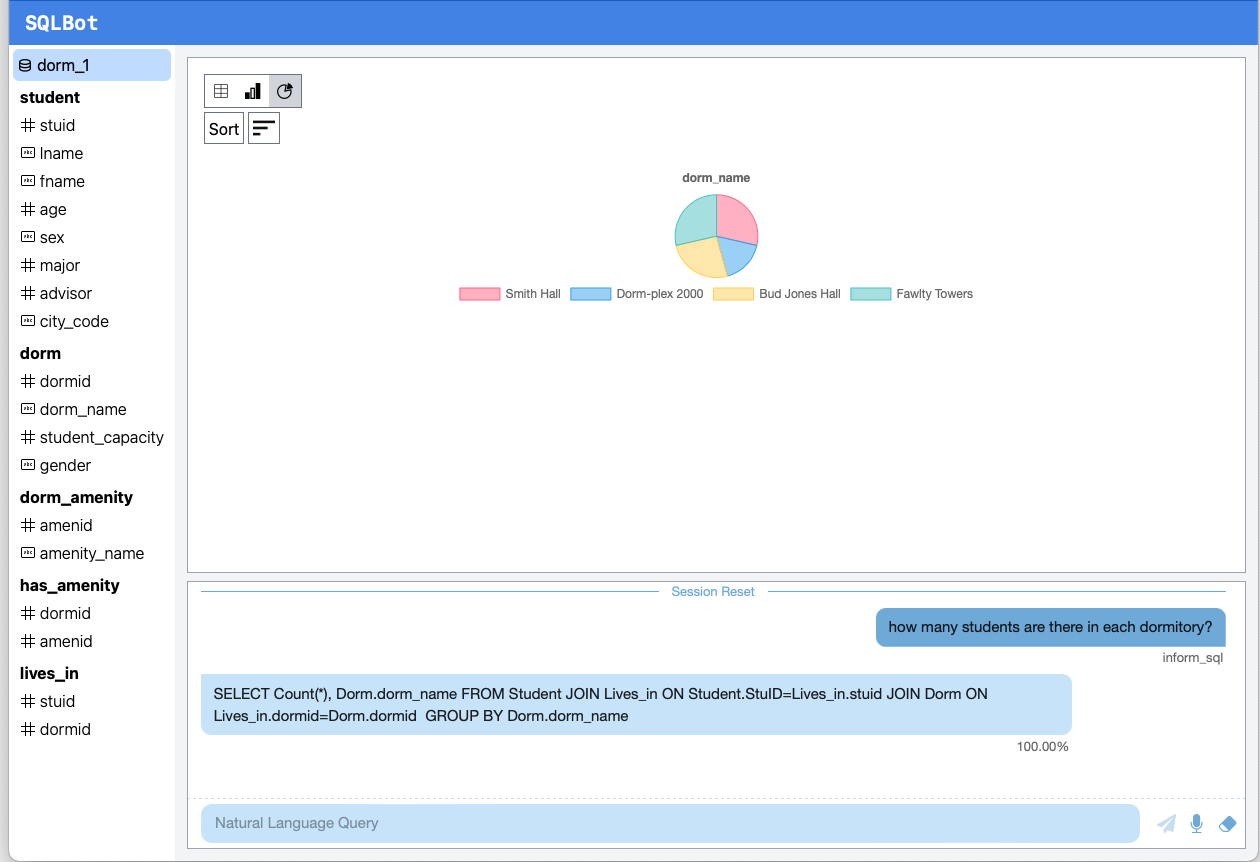 SQLBot
dorm_1
student
stuid
lname
fname
age
sex
major
advisor
city_code
dorm
dormid
dorm_name
student_capacity
gender
dorm_amenity
amenid
amenity_name
has_amenity
dormid
amenid
lives_in
stuid
dormid
Sort
dorm_name
Smith Hall Dorm-plex 2000 Bud Jones Hall Fawlty Towers
Session Reset
how many students are there in each dormitory?
inform_sql
SELECT Count(*), Dorm.dorm_name FROM Student JOIN Lives_in ON Student.StuID=Lives_in.stuid JOIN Dorm ON
Lives_in.dormid=Dorm.dormid  GROUP BY Dorm.dorm_name
100.00%
Natural Language Query